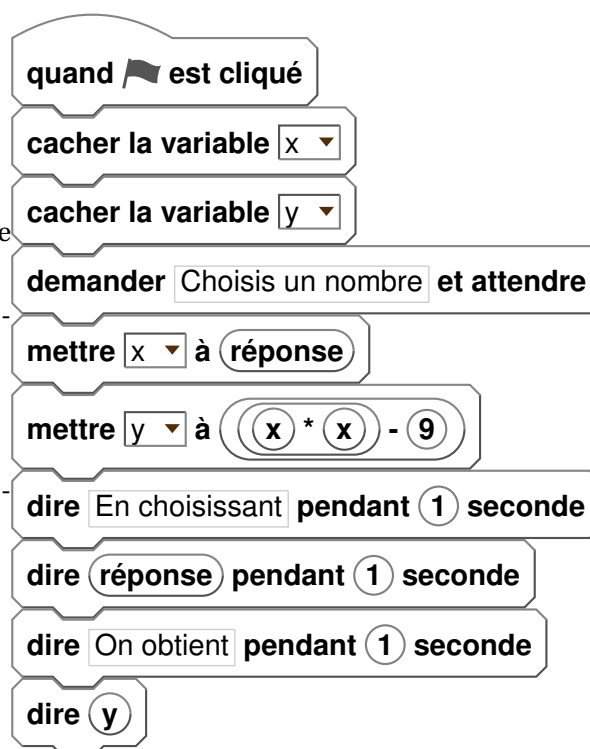 quand est cliqué
cacher la variable x
cacher la variable y
e
demander Choisis un nombre et attendre
-
mettre x à réponse
mettre y à x * x - 9
-
dire En choisissant pendant 1 seconde
dire réponse pendant 1 seconde
dire On obtient pendant 1 seconde
dire y